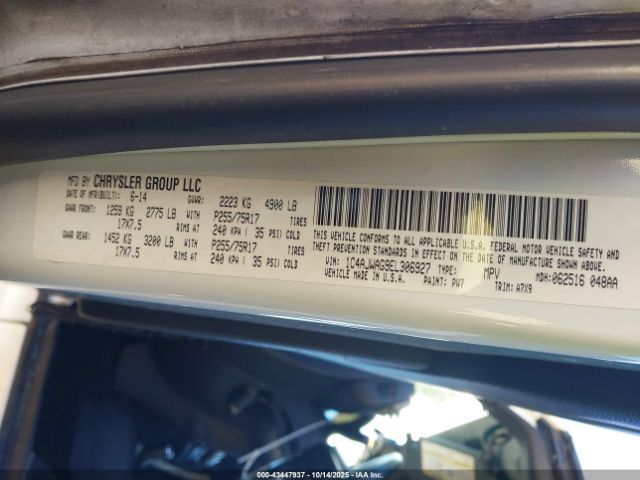 MFD BY CHRYSLER GROUP LLC
DATE OF MFR(BUILT): 6-14 GVWR: 2223 KG 4900 LB
GAWR FRONT: 1259 KG 2775 LB WITH P255/75R17 TIRES
17X7.5 RIMS AT 240 KPA ( 35 PSI) COLD
GAWR REAR: 1452 KG 3200 LB WITH P255/75R17 TIRES
17X7.5 RIMS AT 240 KPA ( 35 PSI) COLD
THIS VEHICLE CONFORMS TO ALL APPLICABLE U.S.A. FEDERAL MOTOR VEHICLE SAFETY AND
THEFT PREVENTION STANDARDS IN EFFECT ON THE DATE OF MANUFACTURE SHOWN ABOVE.
VIN: 1C4AJWAG9EL306927 TYPE: MPV MDH: 062516 048AA
MADE IN U.S.A. PAINT: PW7 TRIM: A7X9
000-43447937 - 10/14/2025 - IAA, Inc.